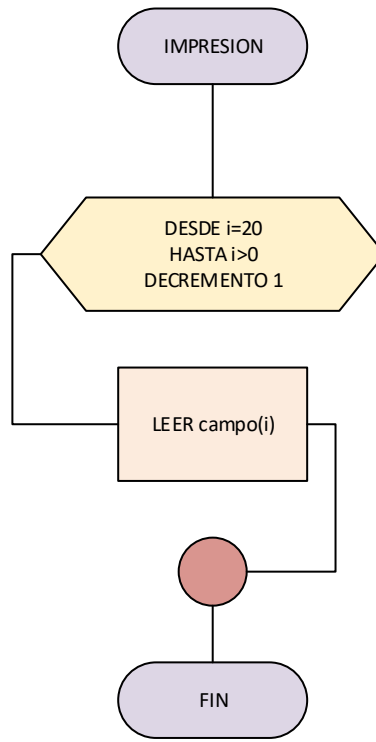 IMPRESION
DESDE i=20
HASTA i>0
DECREMENTO 1
LEER campo(i)
FIN